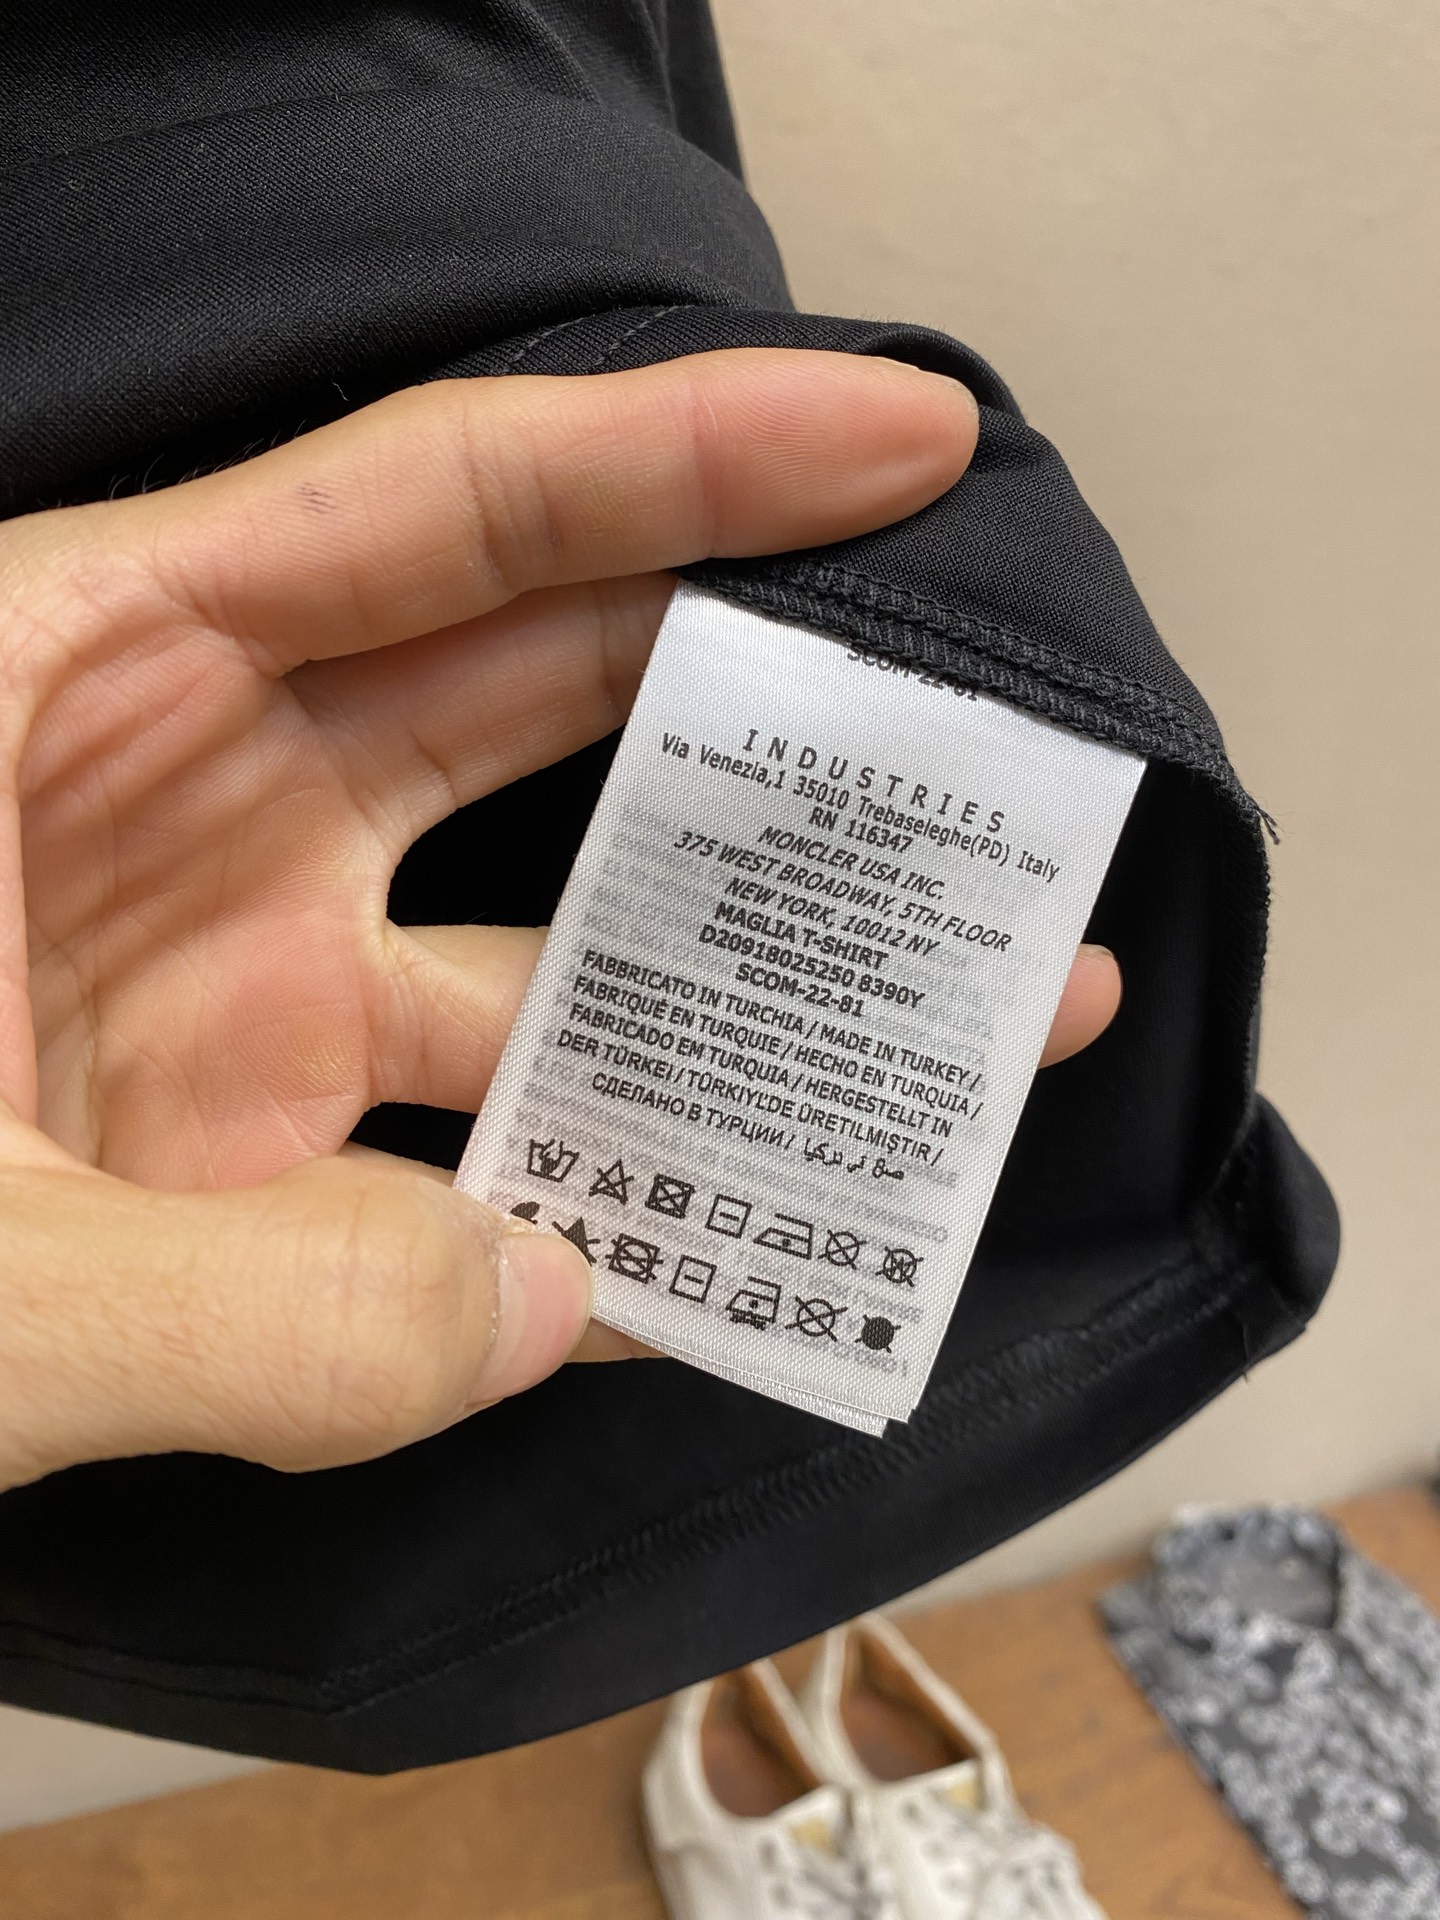 SCOM-22-81
INDUSTRIES
Via Venezia,1 35010 Trebaseleghe(PD) Italy
RN 116347
MONCLER USA INC.
375 WEST BROADWAY, 5TH FLOOR
NEW YORK, 10012 NY
MAGLIA T-SHIRT
D20918025250 8390Y
SCOM-22-81
FABBRICATO IN TURCHIA / MADE IN TURKEY /
FABRIQUÉ EN TURQUIE / HECHO EN TURQUIA /
FABRICADO EM TURQUIA / HERGESTELLT IN
DER TÜRKEI / TÜRKIYL'DE ÜRETILMIŞTIR /
СДЕЛАНО В ТУРЦИИ /